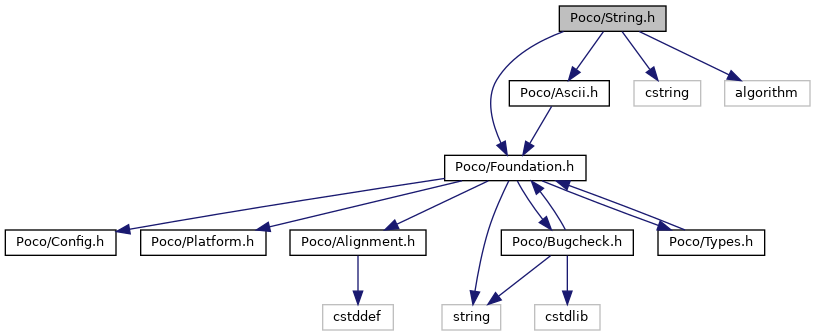 Poco/String.h
Poco/Ascii.h
cstring
algorithm
Poco/Foundation.h
Poco/Config.h
Poco/Platform.h
Poco/Alignment.h
Poco/Bugcheck.h
Poco/Types.h
cstddef
string
cstdlib